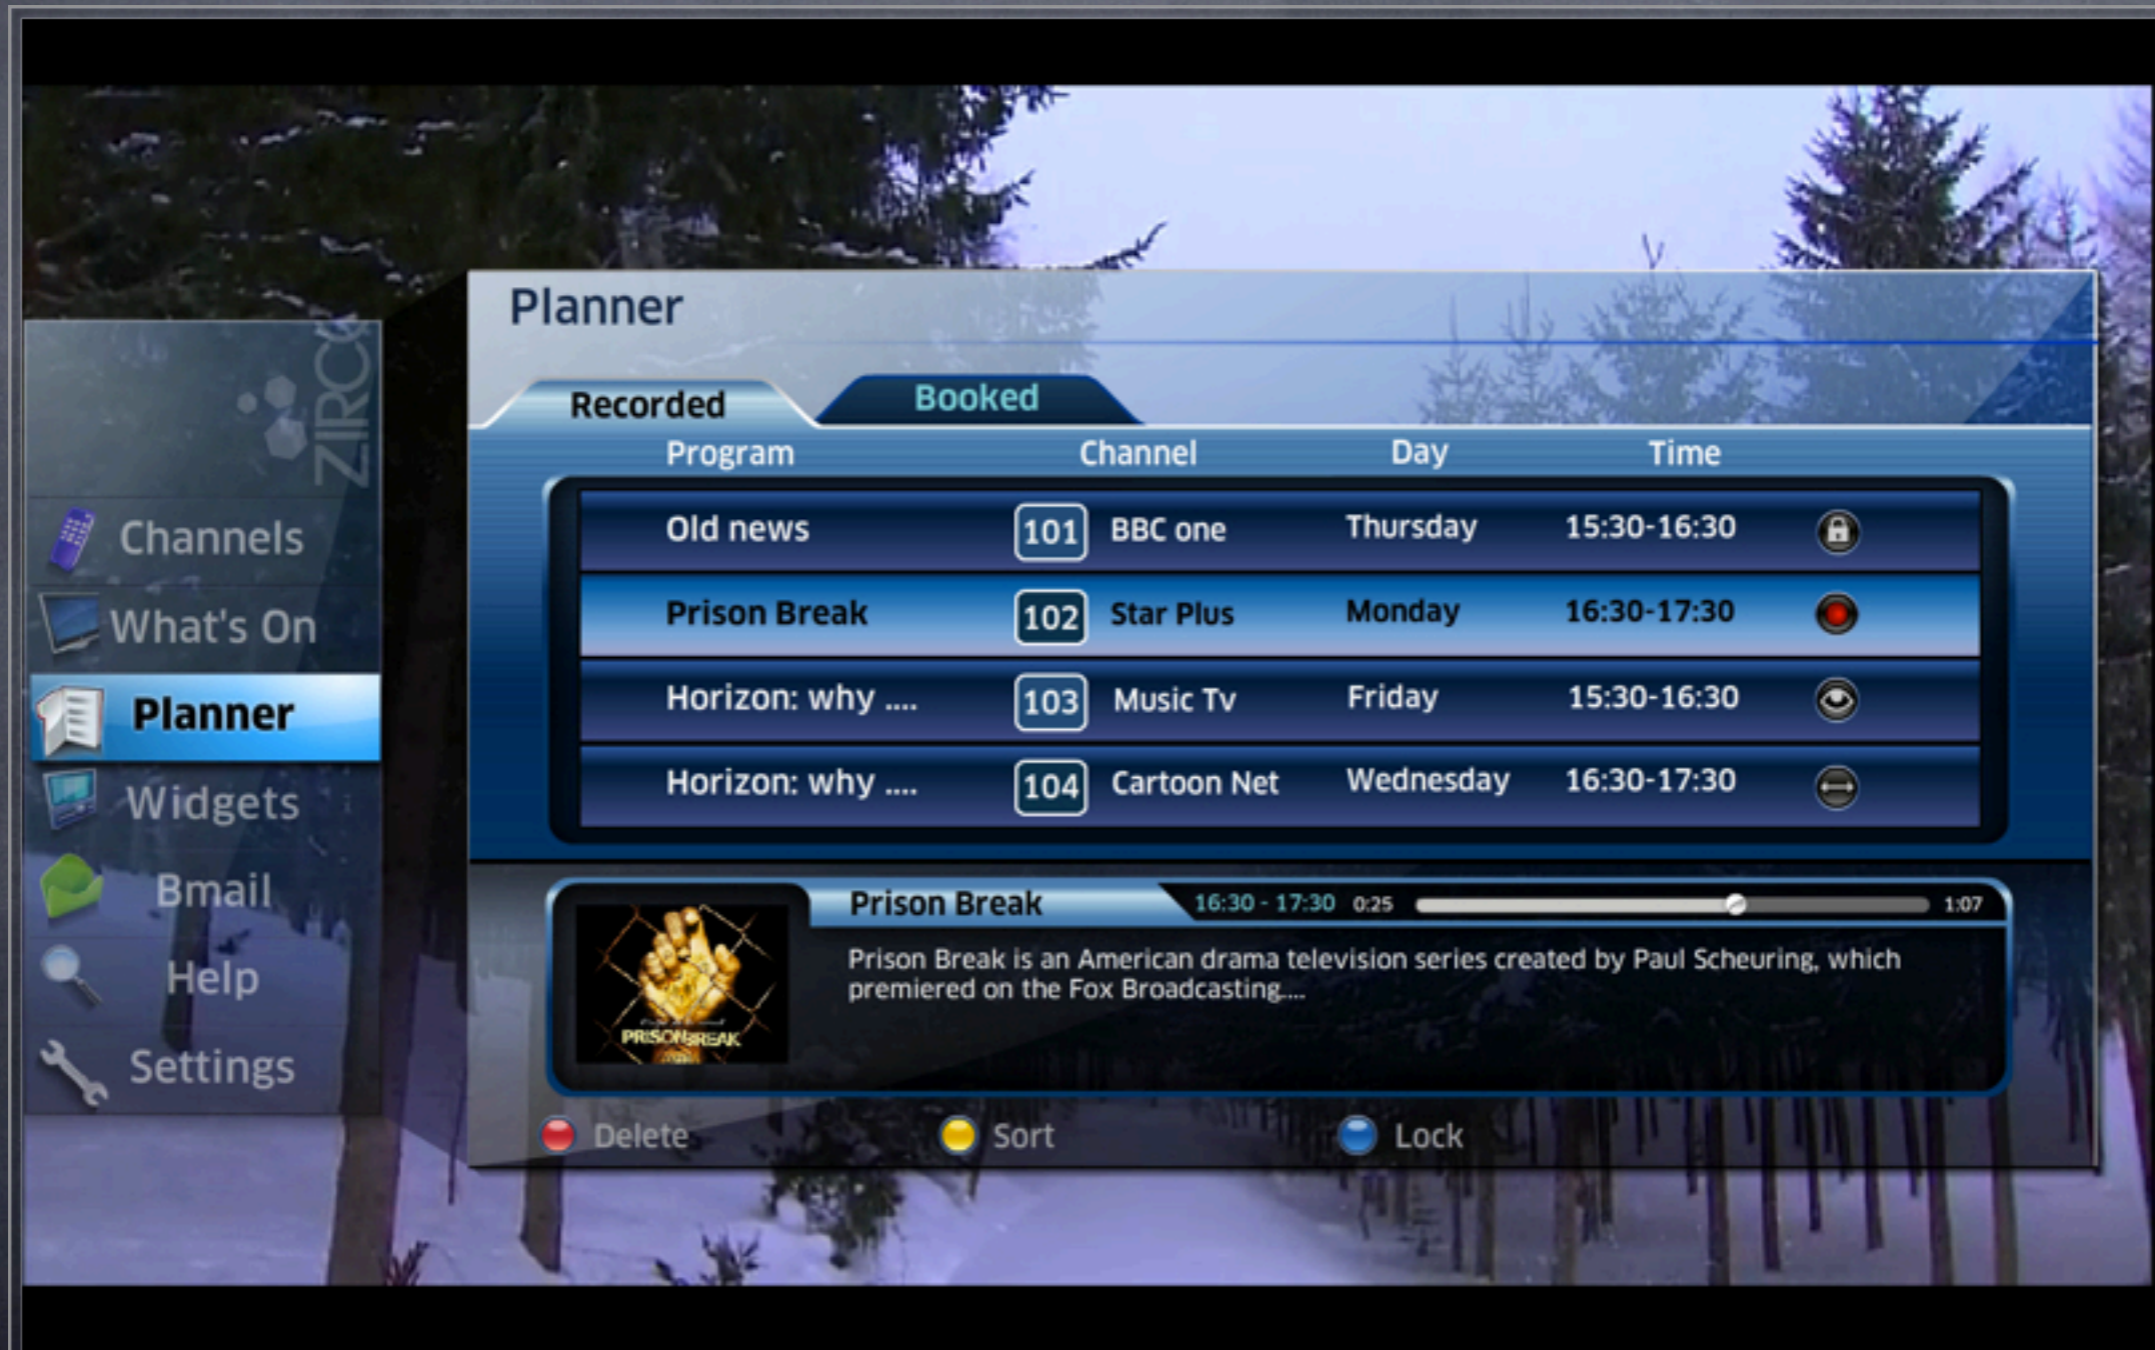 Planner
ZIRC
Recorded
Booked
Program Channel Day Time
Old news 101 BBC one Thursday 15:30-16:30
Prison Break 102 Star Plus Monday 16:30-17:30
Horizon: why .... 103 Music Tv Friday 15:30-16:30
Horizon: why .... 104 Cartoon Net Wednesday 16:30-17:30
Channels
What's On
Planner
Widgets
Bmail
Help
Settings
Prison Break 16:30 - 17:30 0:25 1:07
Prison Break is an American drama television series created by Paul Scheuring, which
premiered on the Fox Broadcasting....
PRISON BREAK
Delete Sort Lock